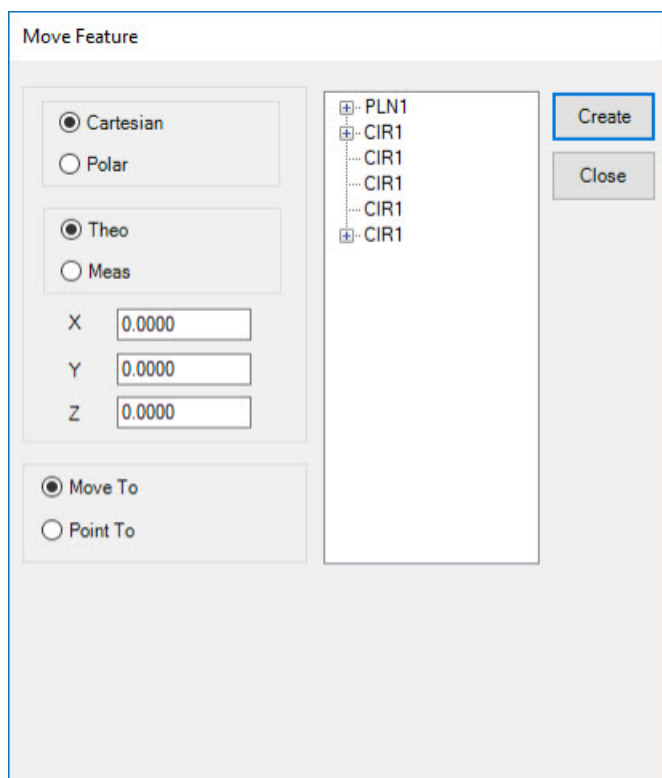 Move Feature
Cartesian
Polar
Theo
Meas
X 0.0000
Y 0.0000
Z 0.0000
Move To
Point To
PLN1
CIR1
CIR1
CIR1
CIR1
CIR1
Create
Close